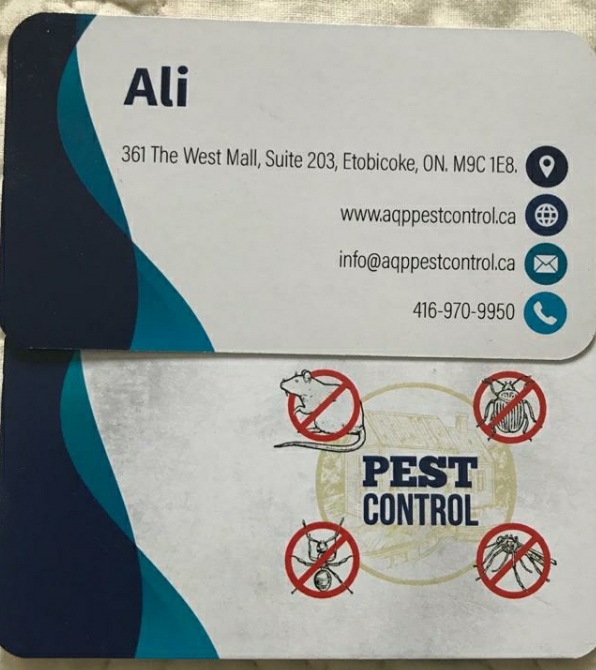 Ali
361 The West Mall, Suite 203, Etobicoke, ON. M9C 1E8.
www.aqppestcontrol.ca
info@aqppestcontrol.ca
416-970-9950
PEST
CONTROL